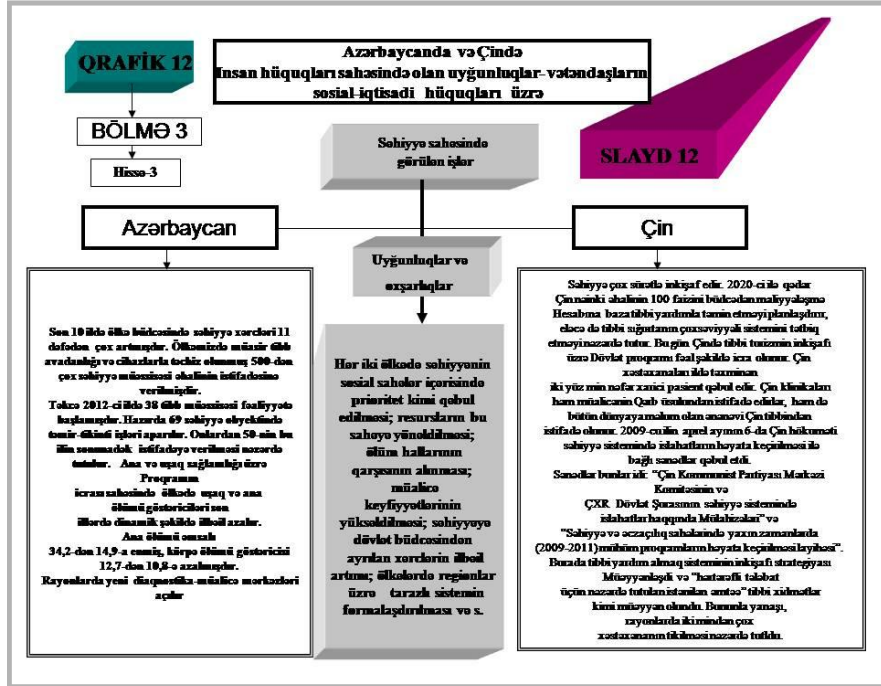 QRAFİK 12
Azərbaycanda və Çində
İnsan hüquqları sahəsində olan uyğunluqlar-vətəndaşların
sosial-iqtisadi hüquqları üzrə
SLAYD 12
BÖLMƏ 3
Hissə-3
Səhiyyə sahəsində
görülən işlər
Azərbaycan
Çin
Uyğunluqlar və
oxşarlıqlar
Son 10 ildə ölkə büdcəsində səhiyyə xərcləri 11
dəfədən çox artmışdır. Ölkəmizdə müasir tibb
avadanlığı və cihazlarla təchiz olunmuş 500-dən
çox səhiyyə müəssisəsi əhalinin istifadəsinə
verilmişdir.
Təkcə 2012-ci ildə 38 tibb müəssisəsi fəaliyyətə
başlamışdır. Hazırda 69 səhiyyə obyektində
təmir-tikinti işləri aparılır. Onlardan 50-nin bu
ilin sonunadək istifadəyə verilməsi nəzərdə
tutulur. Ana və uşaq sağlamlığı üzrə
Proqramın
icrası sahəsində ölkədə uşaq və ana
ölümü göstəriciləri son
illərdə dinamik şəkildə ilbəil azalır.
Ana ölümü əmsalı
34,2-dən 14,9-a enmiş, körpə ölümü göstəricisi
12,7-dən 10,8-ə azalmışdır.
Rayonlarda yeni diaqnostika-müalicə mərkəzləri
açılır
Hər iki ölkədə səhiyyənin
sosial sahələr içərisində
prioritet kimi qəbul
edilməsi; resursların bu
sahəyə yönəldilməsi;
ölüm hallarının
qarşısının alınması;
müalicə
keyfiyyətlərinin
yüksəldilməsi; səhiyyəyə
dövlət büdcəsindən
ayrılan xərclərin ilbəil
artımı; ölkələrdə regionlar
üzrə tarazlı sistemin
formalaşdırılması və s.
Səhiyyə çox sürətlə inkişaf edir. 2020-ci ilə qədər
Çin nəinki əhalinin 100 faizini büdcədən maliyyələşmə
Hesabına baza tibbi yardımla təmin etməyi planlaşdırır,
eləcə də tibbi sığortanın çoxsəviyyəli sistemini tətbiq
etməyi nəzərdə tutur. Bu gün Çində tibbi turizmin inkişafı
üzrə Dövlət proqramı fəal şəkildə icra olunur. Çin
xəstəxanaları ildə təxminən
iki yüz min nəfər xarici pasient qəbul edir. Çin klinikaları
həm müalicənin Qərb üsulundan istifadə edirlər, həm də
bütün dünyaya məlum olan ənənəvi Çin tibbindən
istifadə olunur. 2009-cu ilin aprel ayının 6-da Çin hökuməti
səhiyyə sistemində islahatların həyata keçirilməsi ilə
bağlı sənədlər qəbul etdi.
Sənədlər bunlar idi: "Çin Kommunist Partiyası Mərkəzi
Komitəsinin və
ÇXR Dövlət Şurasının səhiyyə sistemində
islahatlar haqqında Mülahizələri" və
"Səhiyyə və əczaçılıq sahələrində yaxın zamanlarda
(2009-2011) mühüm proqramların həyata keçirilməsi layihəsi".
Burada tibbi yardım almaq sisteminin inkişafı strategiyası
Müəyyənləşdi və "hərtərəfli tələbat
üçün nəzərdə tutulan istənilən əmtəə" tibbi xidmətlər
kimi müəyyən olundu. Bununla yanaşı,
rayonlarda iki mindən çox
xəstəxananın tikilməsi nəzərdə tutuldu.